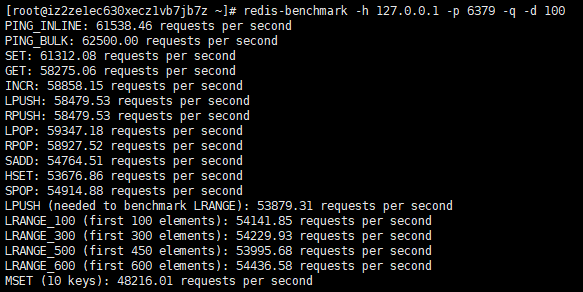 [root@iz2ze1ec630xecz1vb7jb7z ~]# redis-benchmark -h 127.0.0.1 -p 6379 -q -d 100
PING_INLINE: 61538.46 requests per second
PING_BULK: 62500.00 requests per second
SET: 61312.08 requests per second
GET: 58275.06 requests per second
INCR: 58858.15 requests per second
LPUSH: 58479.53 requests per second
RPUSH: 58479.53 requests per second
LPOP: 59347.18 requests per second
RPOP: 58927.52 requests per second
SADD: 54764.51 requests per second
HSET: 53676.86 requests per second
SPOP: 54914.88 requests per second
LPUSH (needed to benchmark LRANGE): 53879.31 requests per second
LRANGE_100 (first 100 elements): 54141.85 requests per second
LRANGE_300 (first 300 elements): 54229.93 requests per second
LRANGE_500 (first 450 elements): 53995.68 requests per second
LRANGE_600 (first 600 elements): 54436.58 requests per second
MSET (10 keys): 48216.01 requests per second